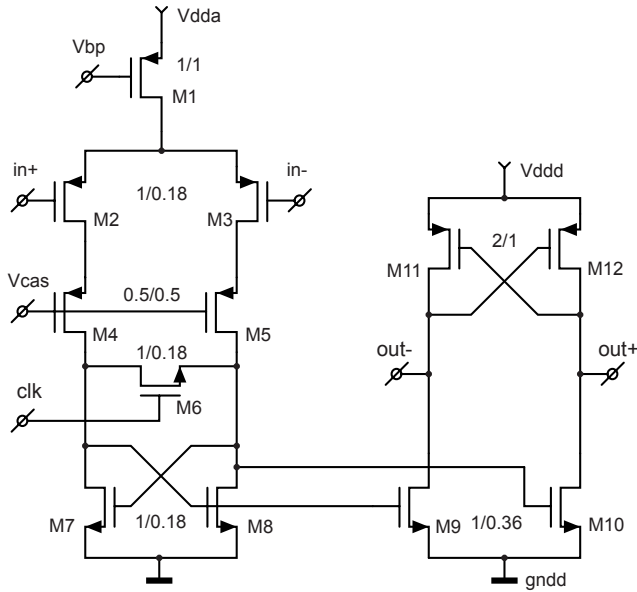 Vdda
Vbp
1/1
M1
in+
in-
1/0.18
M2
M3
Vddd
2/1
M11
M12
Vcas
0.5/0.5
M4
M5
1/0.18
out-
out+
clk
M6
M7
1/0.18
M8
M9
1/0.36
M10
gndd